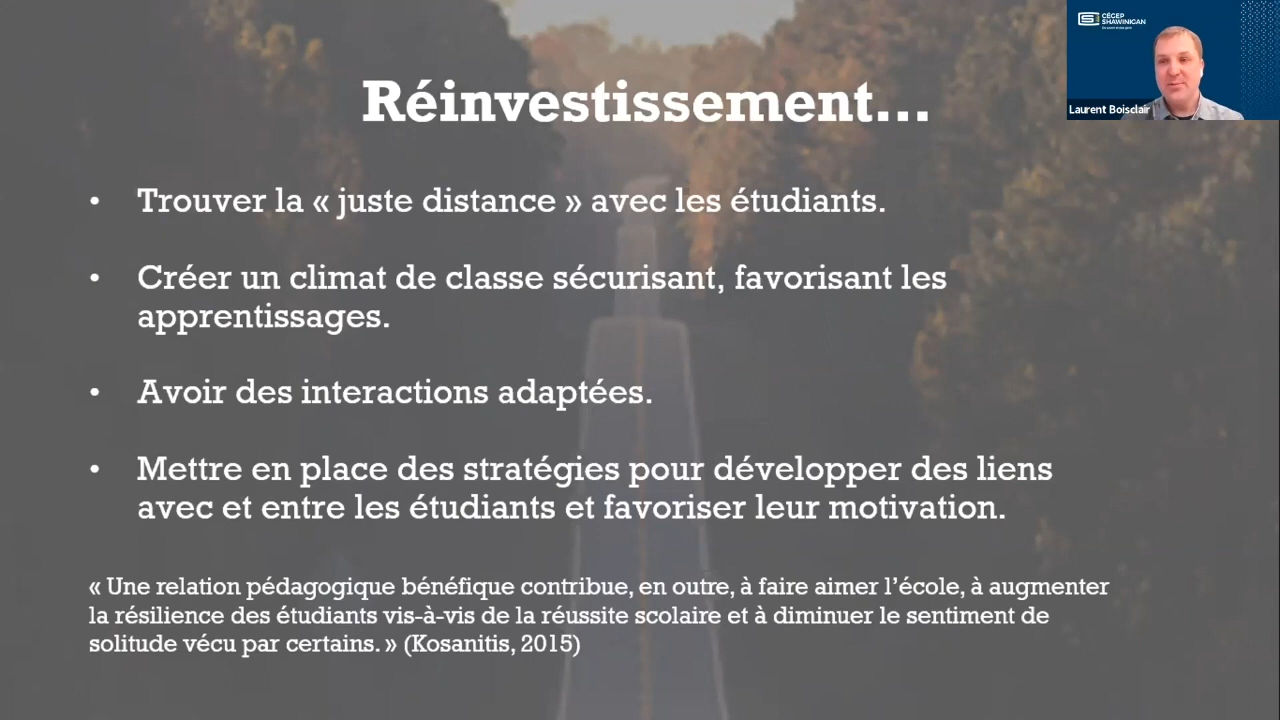 Réinvestissement...
CÉGEP
SHAWINIGAN
Laurent Boisclair
• Trouver la « juste distance » avec les étudiants.
• Créer un climat de classe sécurisant, favorisant les
apprentissages.
• Avoir des interactions adaptées.
• Mettre en place des stratégies pour développer des liens
avec et entre les étudiants et favoriser leur motivation.
« Une relation pédagogique bénéfique contribue, en outre, à faire aimer l’école, à augmenter
la résilience des étudiants vis-à-vis de la réussite scolaire et à diminuer le sentiment de
solitude vécu par certains. » (Kosanitis, 2015)